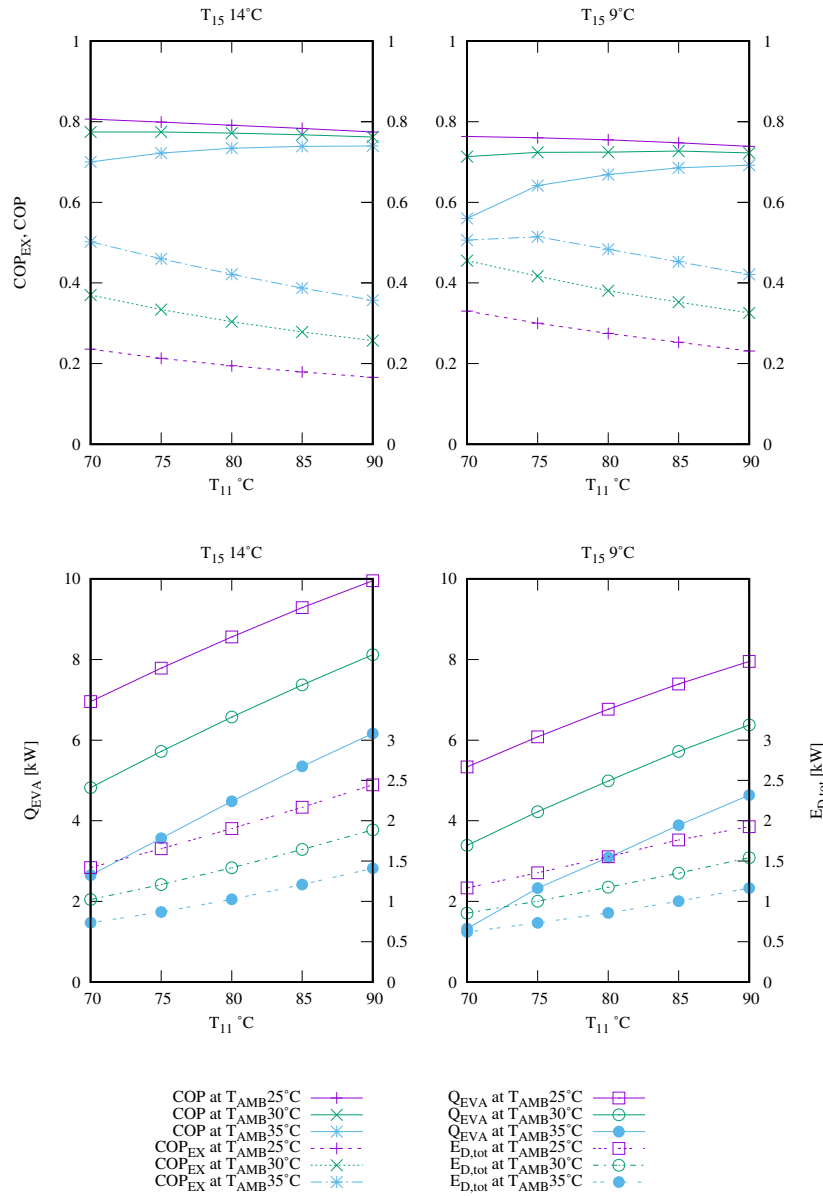 T15 14°C
T15 9°C
1
0.8
0.6
0.4
0.2
0
1
0.8
0.6
0.4
0.2
0
1
0.8
0.6
0.4
0.2
0
1
0.8
0.6
0.4
0.2
0
COPEX, COP
70 75 80 85 90
70 75 80 85 90
T11 °C
T11 °C
T15 14°C
T15 9°C
10
8
6
4
2
0
3
2.5
2
1.5
1
0.5
0
10
8
6
4
2
0
3
2.5
2
1.5
1
0.5
0
QEVA [kW]
ED,tot [kW]
70 75 80 85 90
70 75 80 85 90
T11 °C
T11 °C
COP at TAMB25°C
COP at TAMB30°C
COP at TAMB35°C
COPEX at TAMB25°C
COPEX at TAMB30°C
COPEX at TAMB35°C
QEVA at TAMB25°C
QEVA at TAMB30°C
QEVA at TAMB35°C
ED,tot at TAMB25°C
ED,tot at TAMB30°C
ED,tot at TAMB35°C